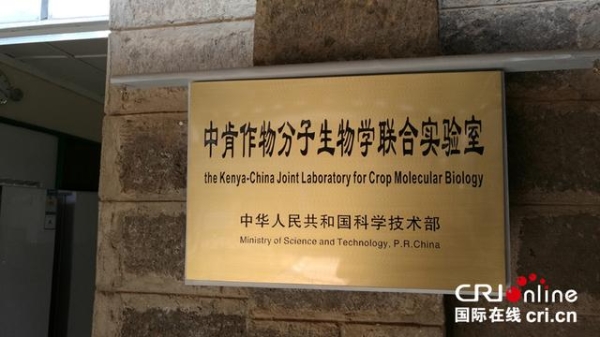 中肯作物分子生物学联合实验室
the Kenya-China Joint Laboratory for Crop Molecular Biology
中华人民共和国科学技术部
Ministry of Science and Technology, P.R.China
CRIonline
国际在线 cri.cn